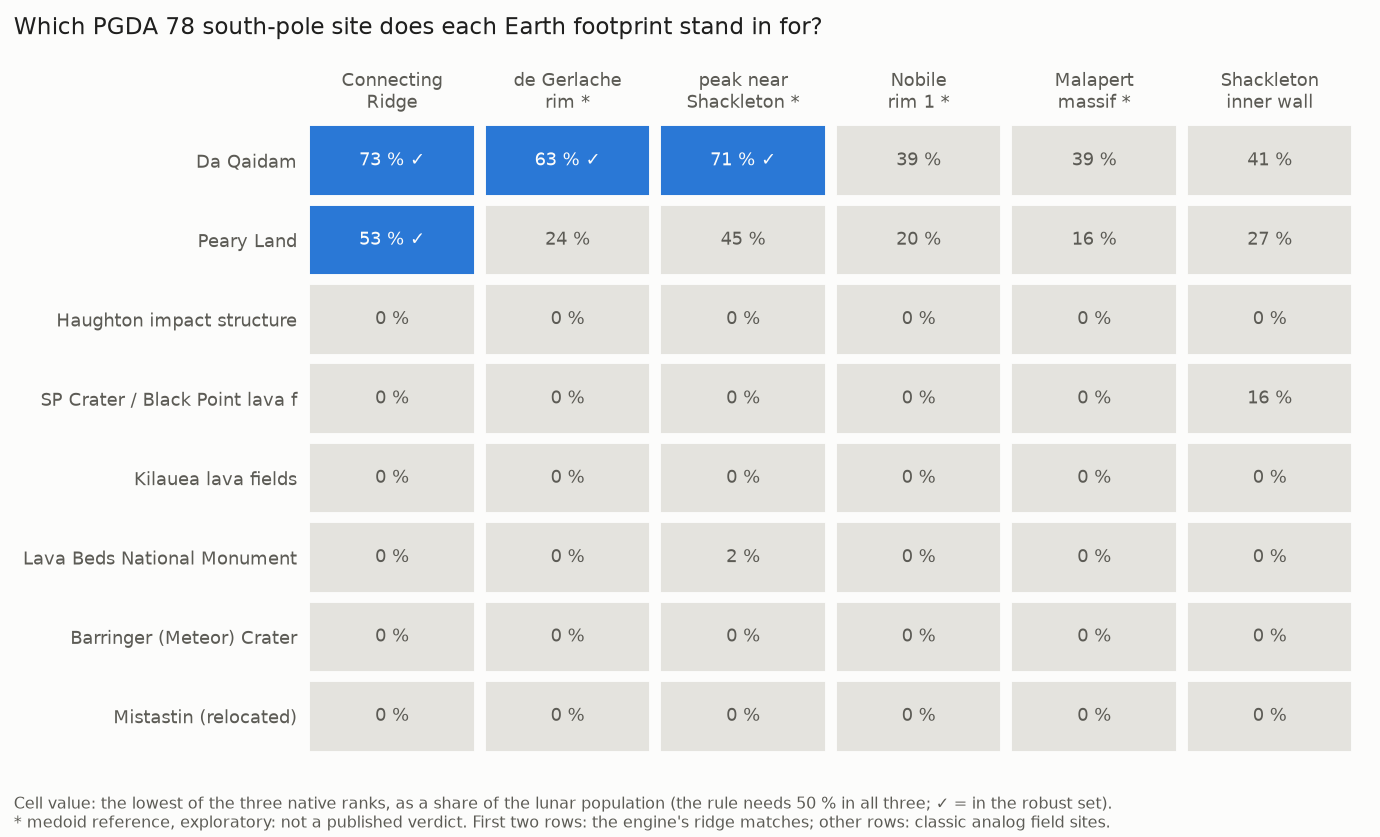 Which PGDA 78 south-pole site does each Earth footprint stand in for?
Connecting Ridge
de Gerlache rim *
peak near Shackleton *
Nobile rim 1 *
Malapert massif *
Shackleton inner wall
Da Qaidam 73 % ✓ 63 % ✓ 71 % ✓ 39 % 39 % 41 %
Peary Land 53 % ✓ 24 % 45 % 20 % 16 % 27 %
Haughton impact structure 0 % 0 % 0 % 0 % 0 % 0 %
SP Crater / Black Point lava f 0 % 0 % 0 % 0 % 0 % 16 %
Kilauea lava fields 0 % 0 % 0 % 0 % 0 % 0 %
Lava Beds National Monument 0 % 0 % 2 % 0 % 0 % 0 %
Barringer (Meteor) Crater 0 % 0 % 0 % 0 % 0 % 0 %
Mistastin (relocated) 0 % 0 % 0 % 0 % 0 % 0 %
Cell value: the lowest of the three native ranks, as a share of the lunar population (the rule needs 50 % in all three; ✓ = in the robust set).
* medoid reference, exploratory: not a published verdict. First two rows: the engine's ridge matches; other rows: classic analog field sites.